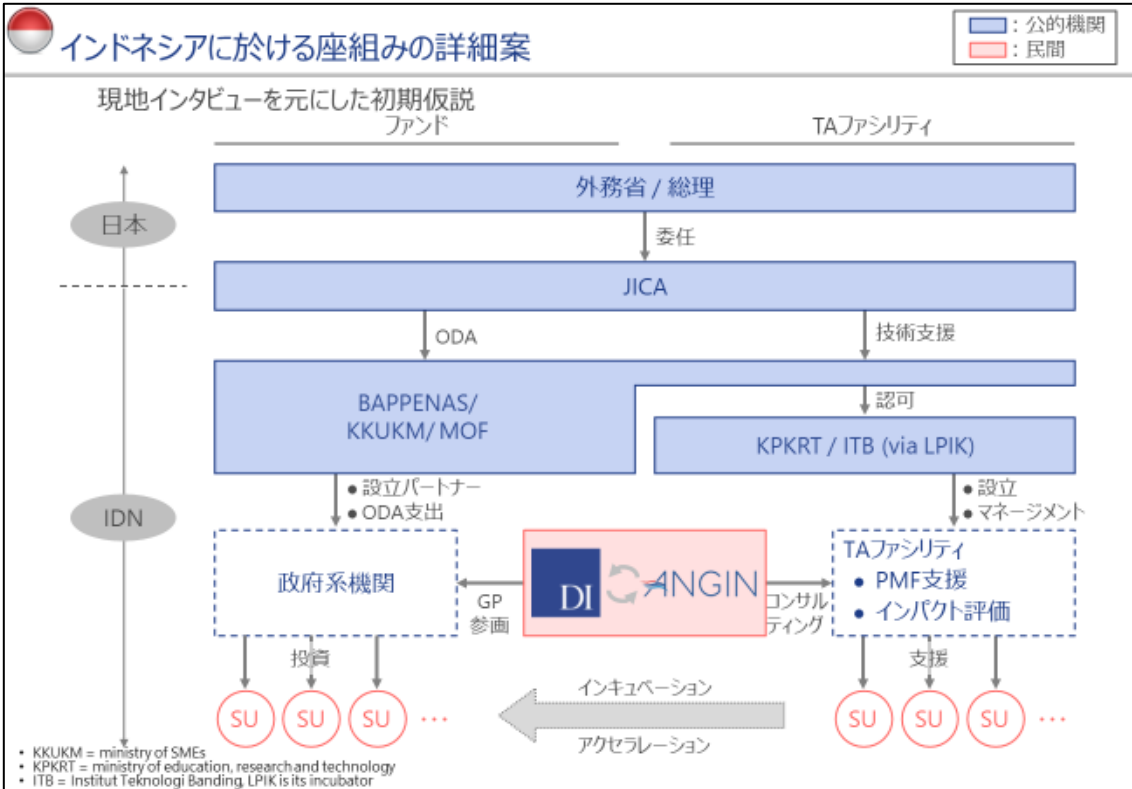 インドネシアに於ける座組みの詳細案
：公的機関
：民間
現地インタビューを元にした初期仮説
ファンド
TAファシリティ
日本
外務省 / 総理
委任
JICA
ODA
技術支援
BAPPENAS/
KKUKM/ MOF
認可
KPKRT / ITB (via LPIK)
IDN
● 設立パートナー
● ODA支出
● 設立
● マネージメント
政府系機関
GP
参画
DI
ANGIN
コンサル
ティング
TAファシリティ
• PMF支援
• インパクト評価
投資
支援
SU
SU
SU
…
インキュベーション
アクセラレーション
SU
SU
SU
…
• KKUKM = ministry of SMEs
• KPKRT = ministry of education, research and technology
• ITB = Institut Teknologi Banding, LPIK is its incubator